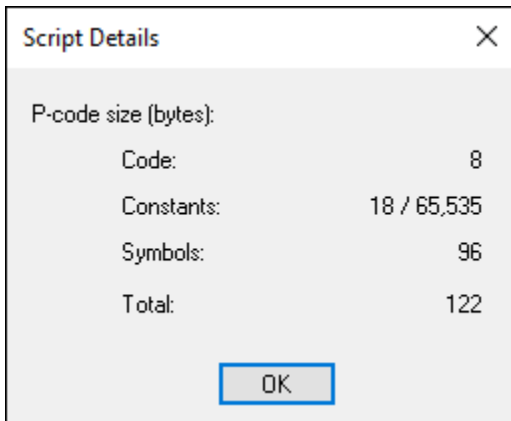 Script Details
P-code size (bytes):
Code: 8
Constants: 18 / 65,535
Symbols: 96
Total: 122
OK